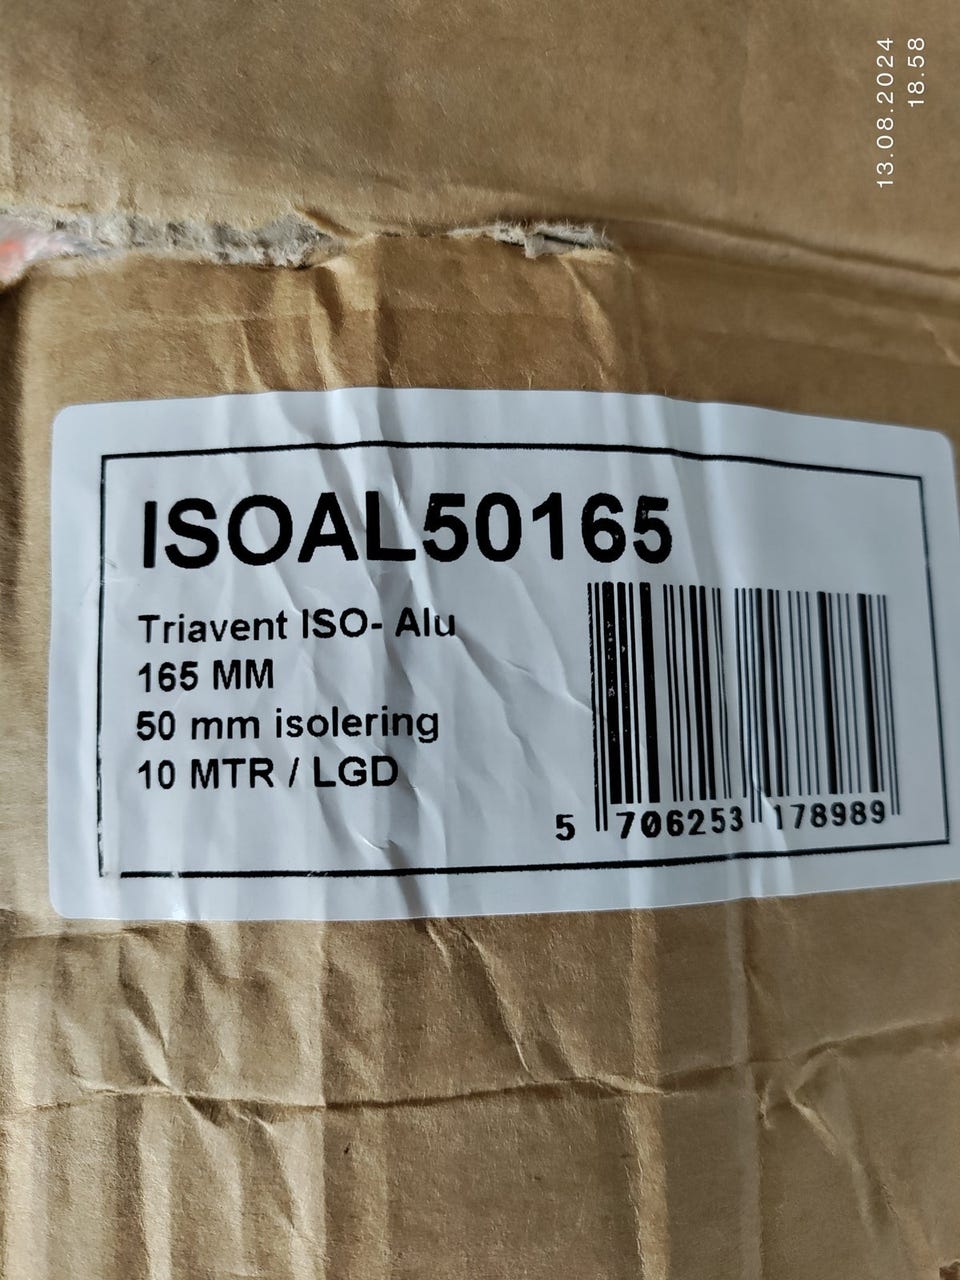 13.08.2024
18.58
ISOAL50165
Triavent ISO- Alu
165 MM
50 mm isolering
10 MTR / LGD
5 706253 178989